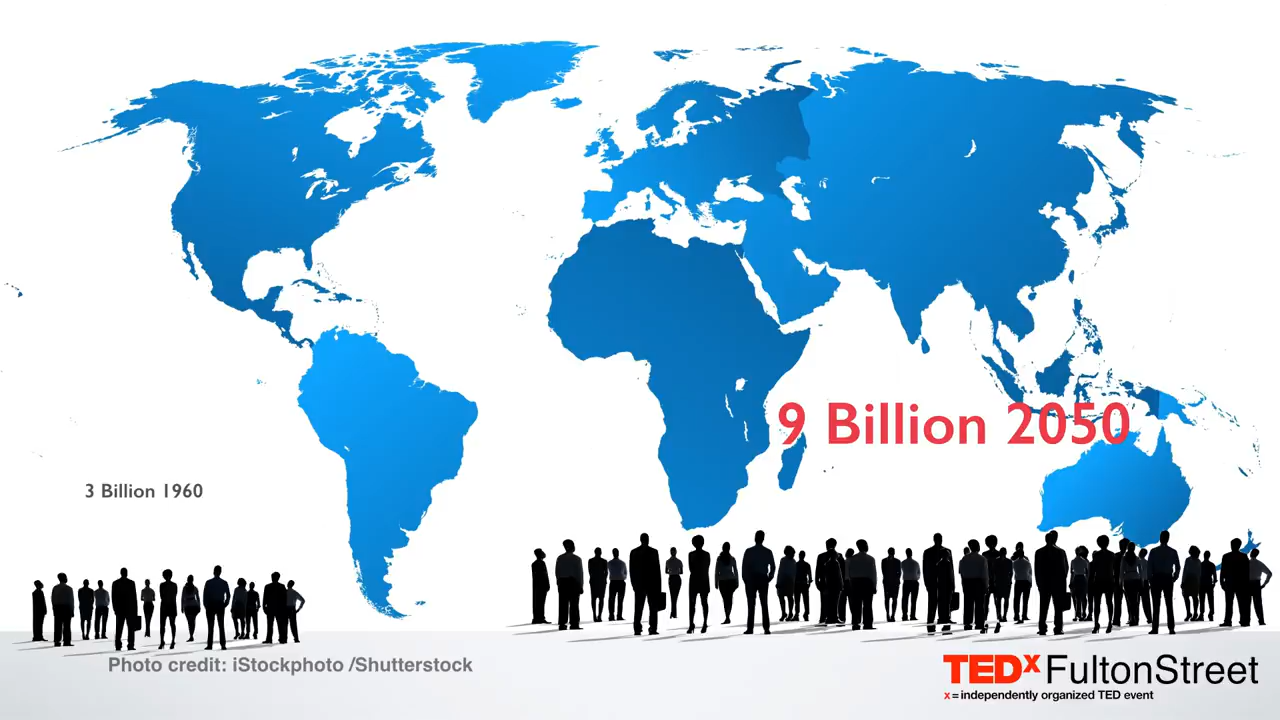 9 Billion 2050
3 Billion 1960
Photo credit: iStockphoto /Shutterstock
TEDx FultonStreet
x = independently organized TED event